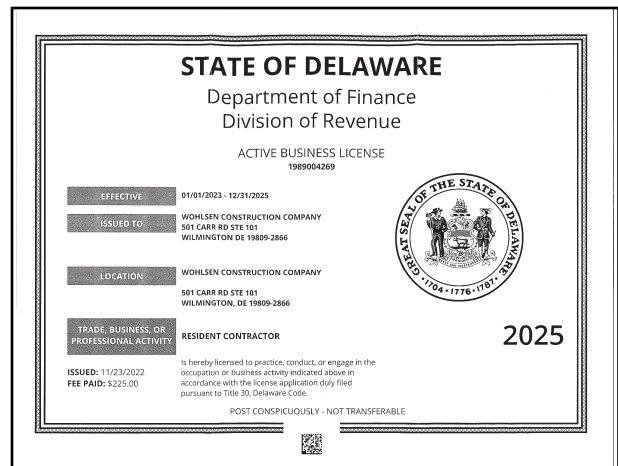 STATE OF DELAWARE
Department of Finance
Division of Revenue
ACTIVE BUSINESS LICENSE
1989004269
EFFECTIVE
01/01/2023 - 12/31/2025
ISSUED TO
WOHLSEN CONSTRUCTION COMPANY
501 CARR RD STE 101
WILMINGTON DE 19809-2866
LOCATION
WOHLSEN CONSTRUCTION COMPANY
501 CARR RD STE 101
WILMINGTON, DE 19809-2866
GREAT SEAL OF THE STATE OF DELAWARE
·1704·1776·1787·
TRADE, BUSINESS, OR
PROFESSIONAL ACTIVITY
RESIDENT CONTRACTOR
2025
ISSUED: 11/23/2022
FEE PAID: $225.00
Is hereby licensed to practice, conduct, or engage in the
occupation or business activity indicated above in
accordance with the license application duly filed
pursuant to Title 30, Delaware Code.
POST CONSPICUOUSLY - NOT TRANSFERABLE